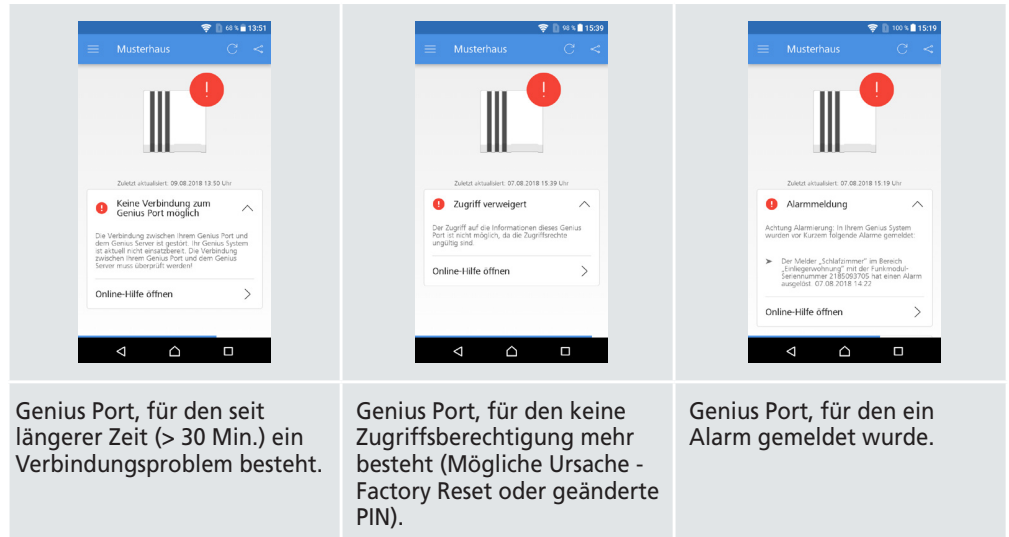 68 % 13:51
Musterhaus
Zuletzt aktualisiert: 09.08.2018 13:50 Uhr
Keine Verbindung zum
Genius Port möglich
Die Verbindung zwischen Ihrem Genius Port und
dem Genius Server ist gestört. Ihr Genius System
ist aktuell nicht einsatzbereit. Die Verbindung
zwischen Ihrem Genius Port und dem Genius
Server muss überprüft werden!
Online-Hilfe öffnen
Genius Port, für den seit
längerer Zeit (> 30 Min.) ein
Verbindungsproblem besteht.
98 % 15:39
Musterhaus
Zuletzt aktualisiert: 07.08.2018 15:39 Uhr
Zugriff verweigert
Der Zugriff auf die Informationen dieses Genius
Port ist nicht möglich, da die Zugriffsrechte
ungültig sind.
Online-Hilfe öffnen
Genius Port, für den keine
Zugriffsberechtigung mehr
besteht (Mögliche Ursache -
Factory Reset oder geänderte
PIN).
100 % 15:19
Musterhaus
Zuletzt aktualisiert: 07.08.2018 15:19 Uhr
Alarmmeldung
Achtung Alarmierung: In Ihrem Genius System
wurden vor Kurzem folgende Alarme gemeldet:
➤ Der Melder „Schlafzimmer" im Bereich
„Einliegerwohnung" mit der Funkmodul-
Seriennummer 2185093705 hat einen Alarm
ausgelöst. 07.08.2018 14:22
Online-Hilfe öffnen
Genius Port, für den ein
Alarm gemeldet wurde.